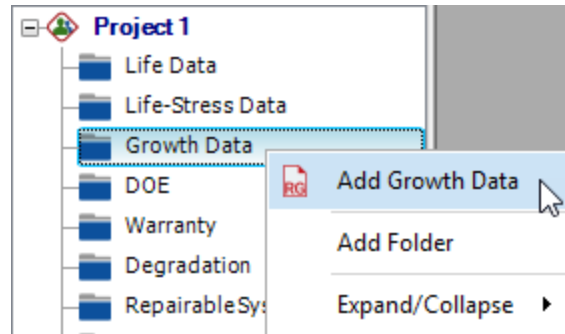 Project 1
Life Data
Life-Stress Data
Growth Data
DOE
RG
Add Growth Data
Warranty
Add Folder
Degradation
RepairableSy
Expand/Collapse